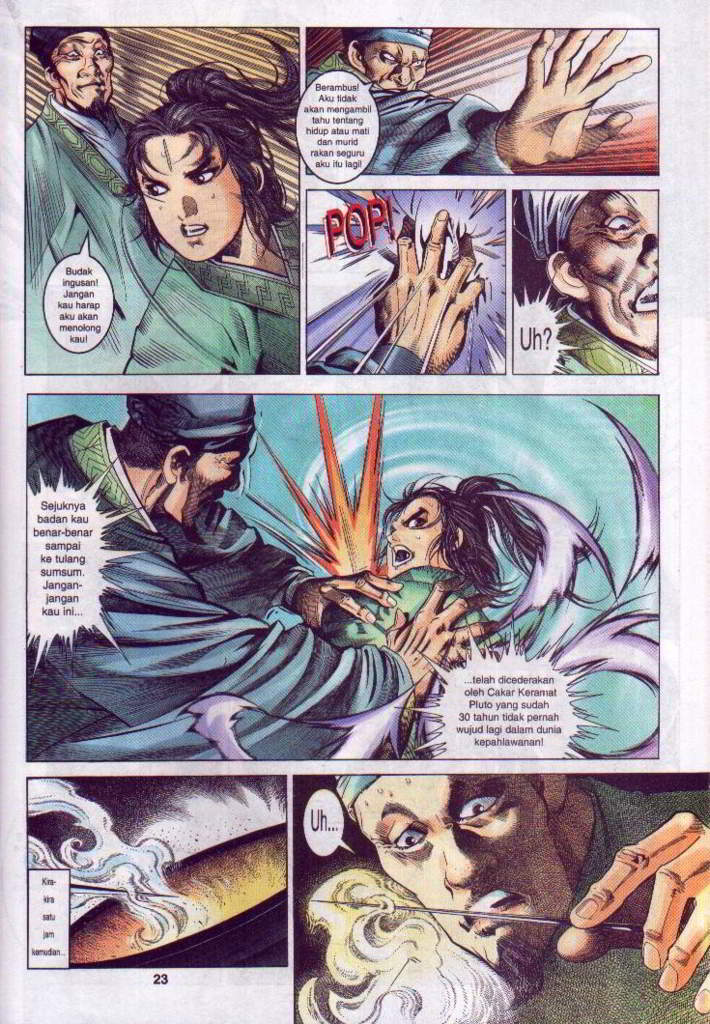 Budak
ingusan!
Jangan
kau harap
aku akan
menolong
kau!
Berambus!
Aku tidak
akan mengambil
tahu tentang
hidup atau mati
dan murid
rakan seguru
aku itu lagi!
POP!
Uh?
Sejuknya
badan kau
benar-benar
sampai
ke tulang
sumsum.
Jangan-
jangan
kau ini...
...telah dicederakan
oleh Cakar Keramat
Pluto yang sudah
30 tahun tidak pernah
wujud lagi dalam dunia
kepahlawanan!
Kira-
kira
satu
jam
kemudian...
Uh...
23